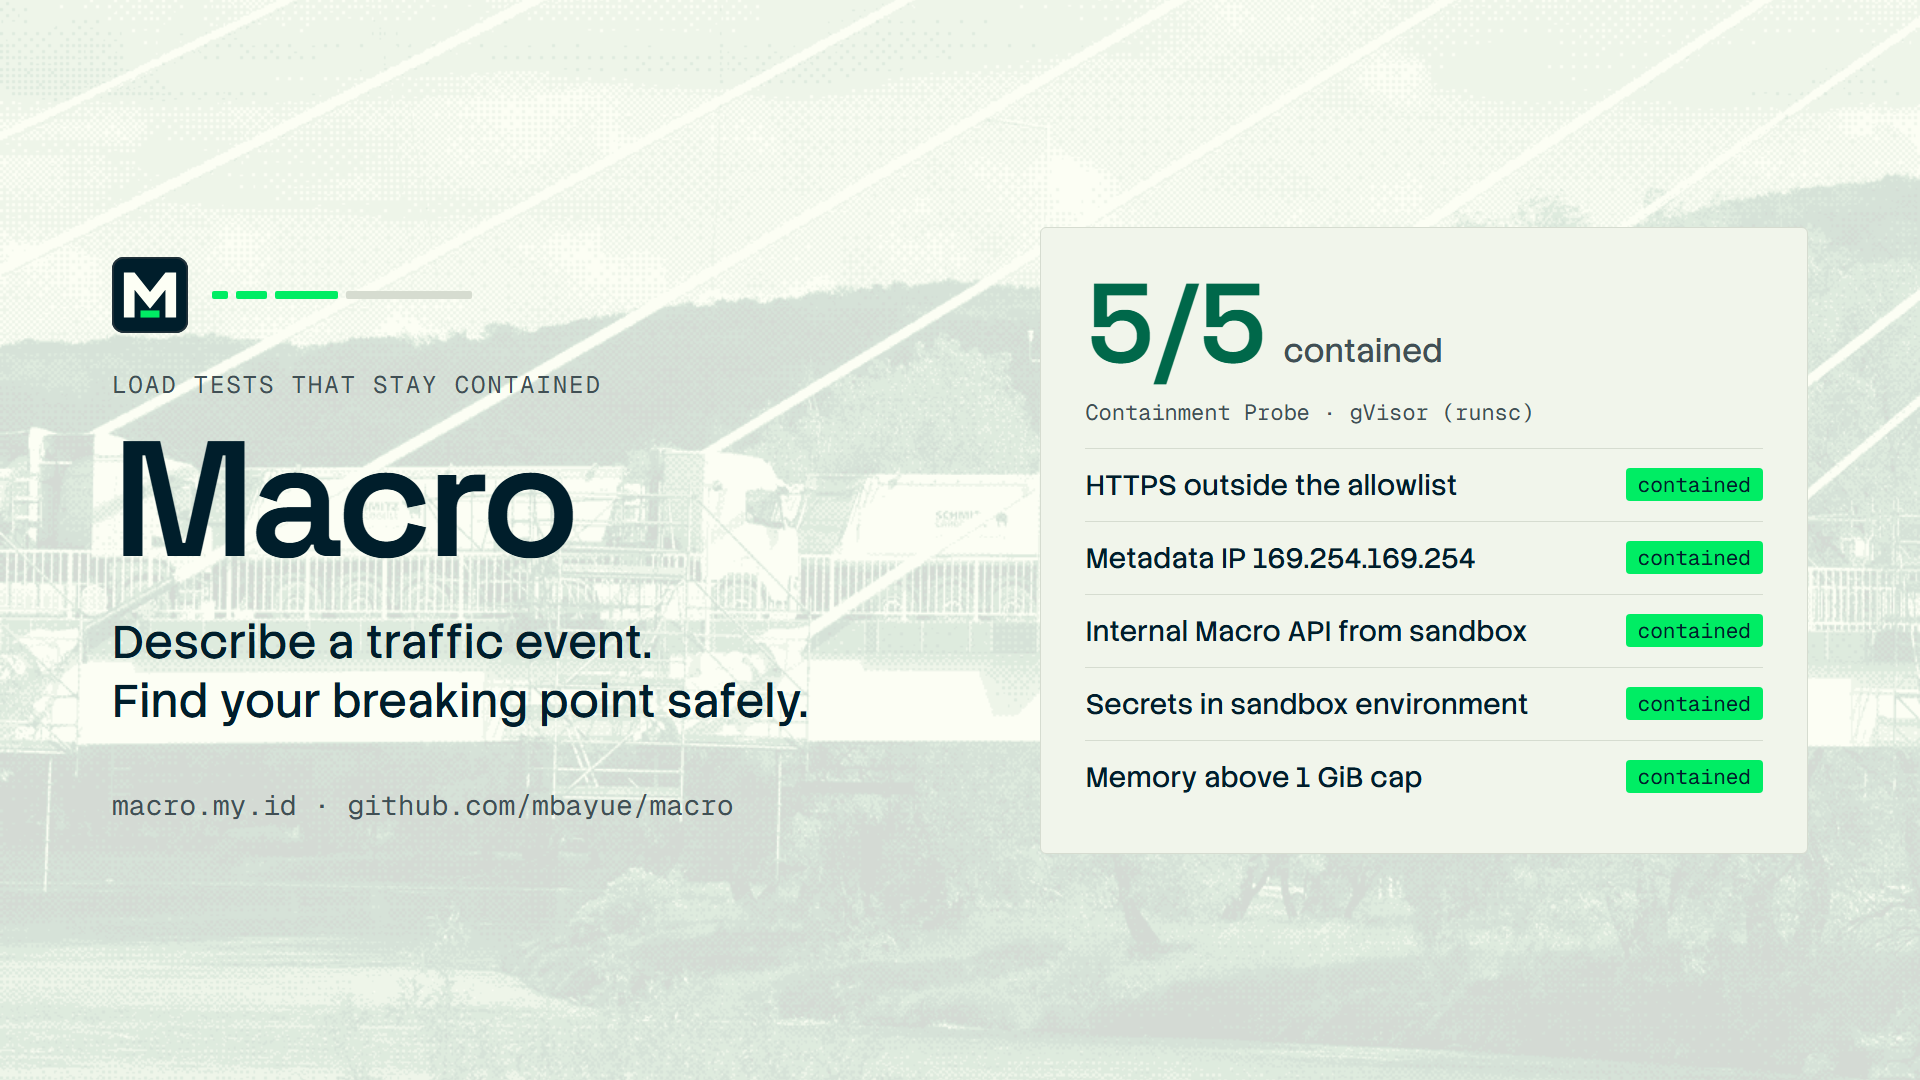 M
LOAD TESTS THAT STAY CONTAINED
Macro
Describe a traffic event.
Find your breaking point safely.
macro.my.id · github.com/mbayue/macro
5/5 contained
Containment Probe · gVisor (runsc)
HTTPS outside the allowlist contained
Metadata IP 169.254.169.254 contained
Internal Macro API from sandbox contained
Secrets in sandbox environment contained
Memory above 1 GiB cap contained
SCHMITZ